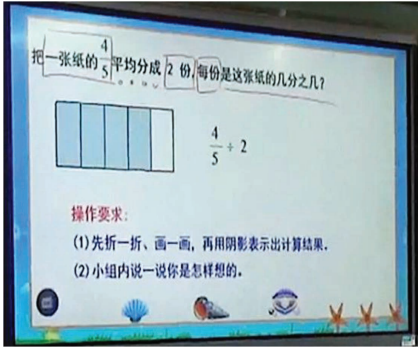 把一张纸的4/5平均分成 2 份,每份是这张纸的几分之几?
4/5 ÷ 2
操作要求:
(1)先折一折、画一画,再用阴影表示出计算结果。
(2)小组内说一说你是怎样想的。